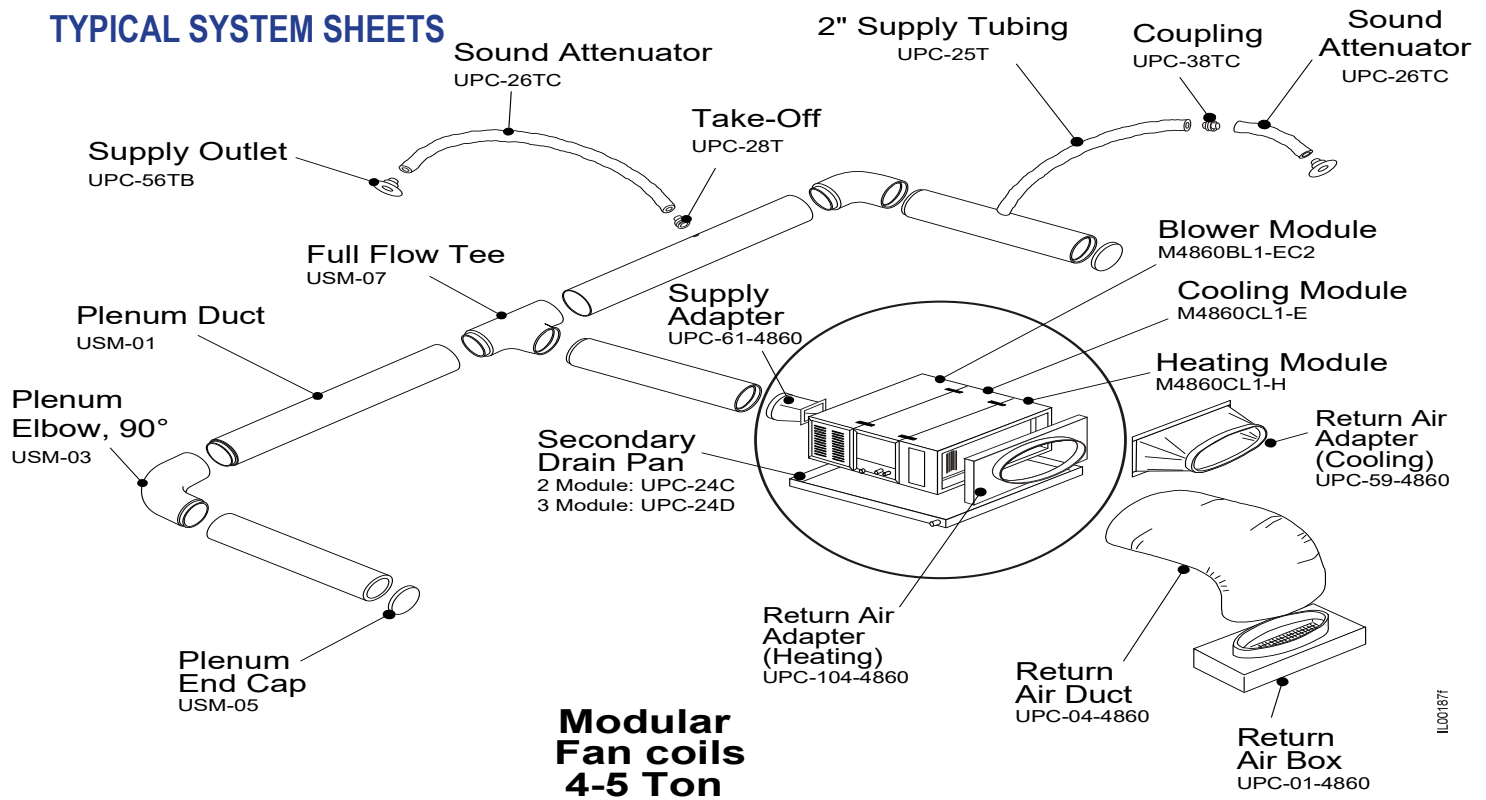 TYPICAL SYSTEM SHEETS
Sound Attenuator
UPC-26TC
2" Supply Tubing
UPC-25T
Coupling
UPC-38TC
Sound
Attenuator
UPC-26TC
Supply Outlet
UPC-56TB
Take-Off
UPC-28T
Full Flow Tee
USM-07
Plenum Duct
USM-01
Plenum
Elbow, 90°
USM-03
Supply
Adapter
UPC-61-4860
Blower Module
M4860BL1-EC2
Cooling Module
M4860CL1-E
Heating Module
M4860CL1-H
Secondary
Drain Pan
2 Module: UPC-24C
3 Module: UPC-24D
Return Air
Adapter
(Cooling)
UPC-59-4860
Return Air
Adapter
(Heating)
UPC-104-4860
Return
Air Duct
UPC-04-4860
Return
Air Box
UPC-01-4860
Plenum
End Cap
USM-05
Modular
Fan coils
4-5 Ton
IL00187f